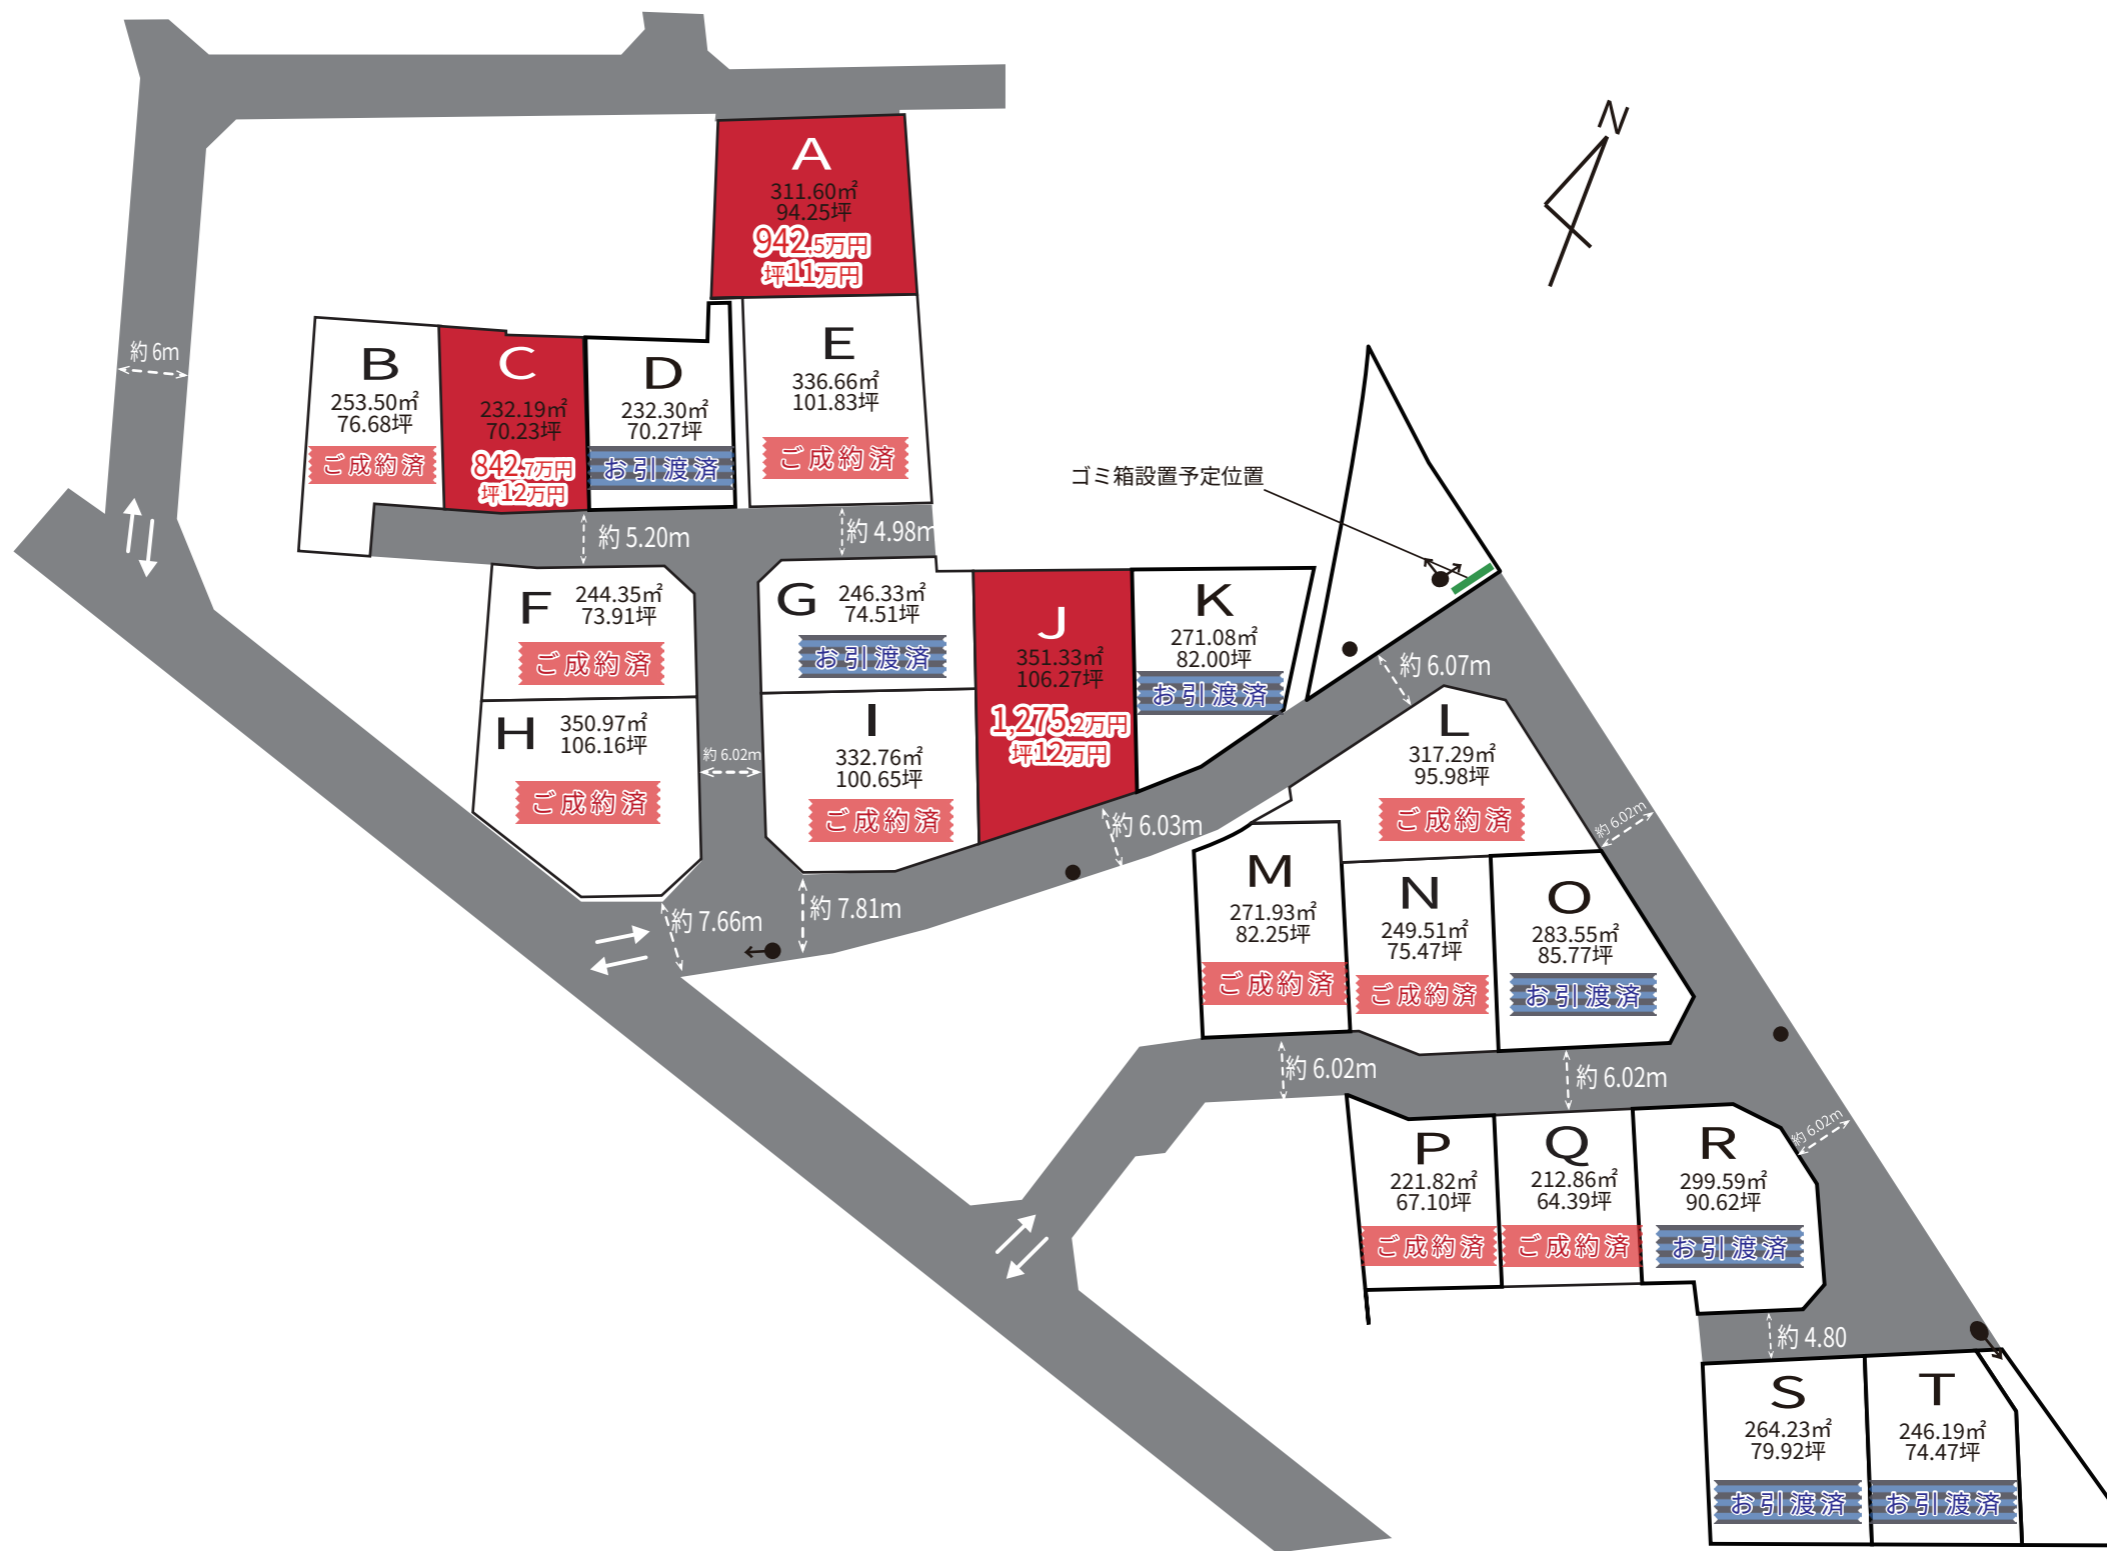 N
A
311.60㎡
94.25坪
942.5万円
坪11万円
約 6m
B
253.50㎡
76.68坪
ご成約済
C
232.19㎡
70.23坪
842.7万円
坪12万円
D
232.30㎡
70.27坪
お引渡済
E
336.66㎡
101.83坪
ご成約済
ゴミ箱設置予定位置
約 5.20m
約 4.98m
F
244.35㎡
73.91坪
ご成約済
G
246.33㎡
74.51坪
お引渡済
J
351.33㎡
106.27坪
1,275.2万円
坪12万円
K
271.08㎡
82.00坪
お引渡済
約 6.07m
H
350.97㎡
106.16坪
ご成約済
約 6.02m
I
332.76㎡
100.65坪
ご成約済
L
317.29㎡
95.98坪
ご成約済
約 6.03m
約 6.02m
約 7.66m
約 7.81m
M
271.93㎡
82.25坪
ご成約済
N
249.51㎡
75.47坪
ご成約済
O
283.55㎡
85.77坪
お引渡済
約 6.02m
約 6.02m
約 6.02m
P
221.82㎡
67.10坪
ご成約済
Q
212.86㎡
64.39坪
ご成約済
R
299.59㎡
90.62坪
お引渡済
約 4.80
S
264.23㎡
79.92坪
お引渡済
T
246.19㎡
74.47坪
お引渡済